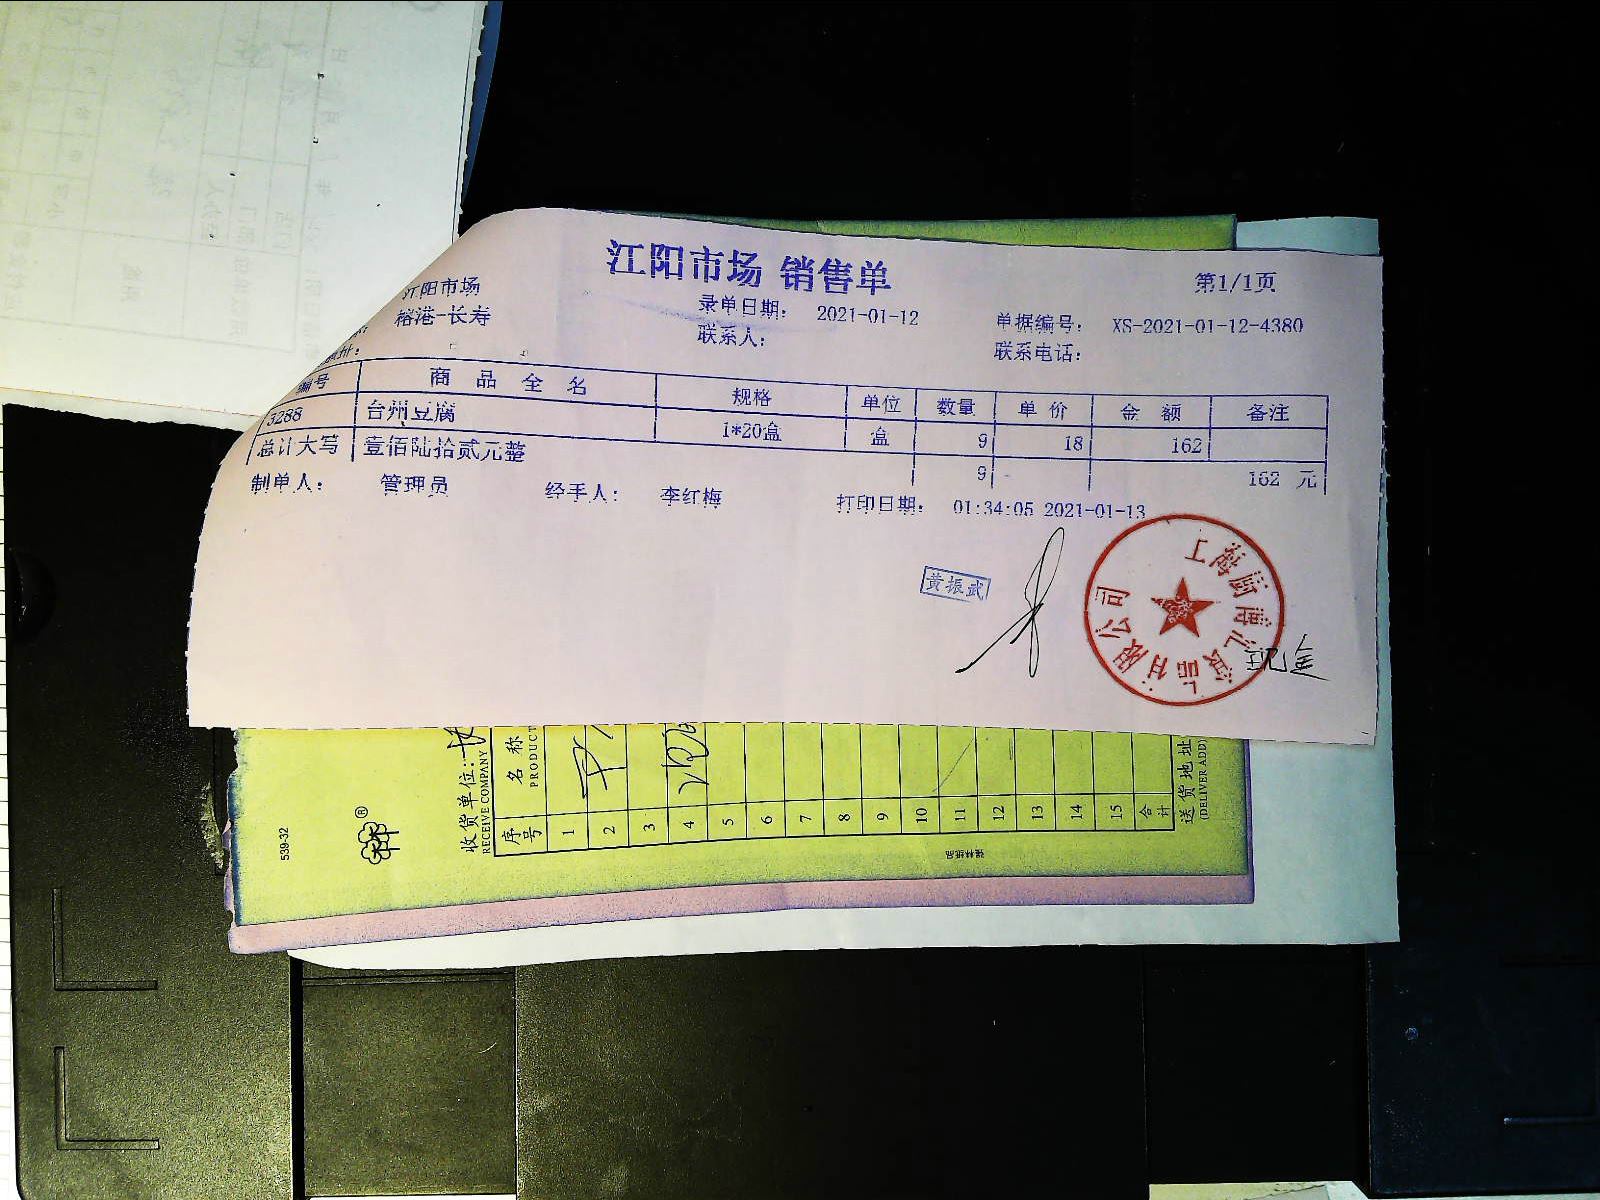 江阳市场 销售单
第1/1页
江阳市场
裕港-长寿
录单日期: 2021-01-12
单据编号: XS-2021-01-12-4380
联系人:
联系电话:
编号 商品全名 规格 单位 数量 单价 金额 备注
3288 台州豆腐 1*20盒 盒 9 18 162
总计大写 壹佰陆拾贰元整 9 162 元
制单人: 管理员 经手人: 李红梅 打印日期: 01:34:05 2021-01-13
黄振武
现金
539-32
收货单位:
RECEIVE COMPANY
序号 名称
PRODUCT
1
2
3
4
5
6
7
8
9
10
11
12
13
14
15
合计
送货地址
(DELIVER ADD